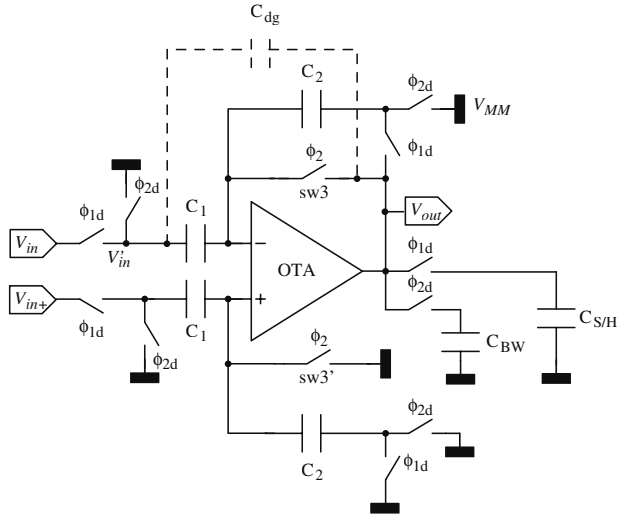 C_dg
C_2
ϕ_2d
V_MM
ϕ_1d
ϕ_2
sw3
ϕ_2d
C_1
V_out
ϕ_1d
V_in
V'_in
−
OTA
ϕ_1d
V_in+
+
ϕ_2d
C_S/H
ϕ_1d
C_1
C_BW
ϕ_2d
ϕ_2
sw3'
ϕ_2d
C_2
ϕ_1d